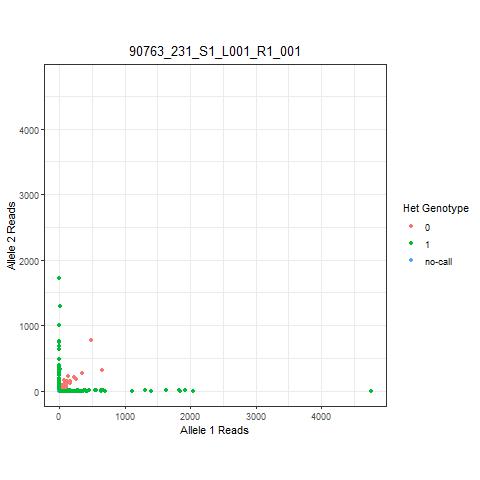 90763_231_S1_L001_R1_001
Allele 2 Reads
4000
3000
2000
1000
0
0 1000 2000 3000 4000
Allele 1 Reads
Het Genotype
0
1
no-call